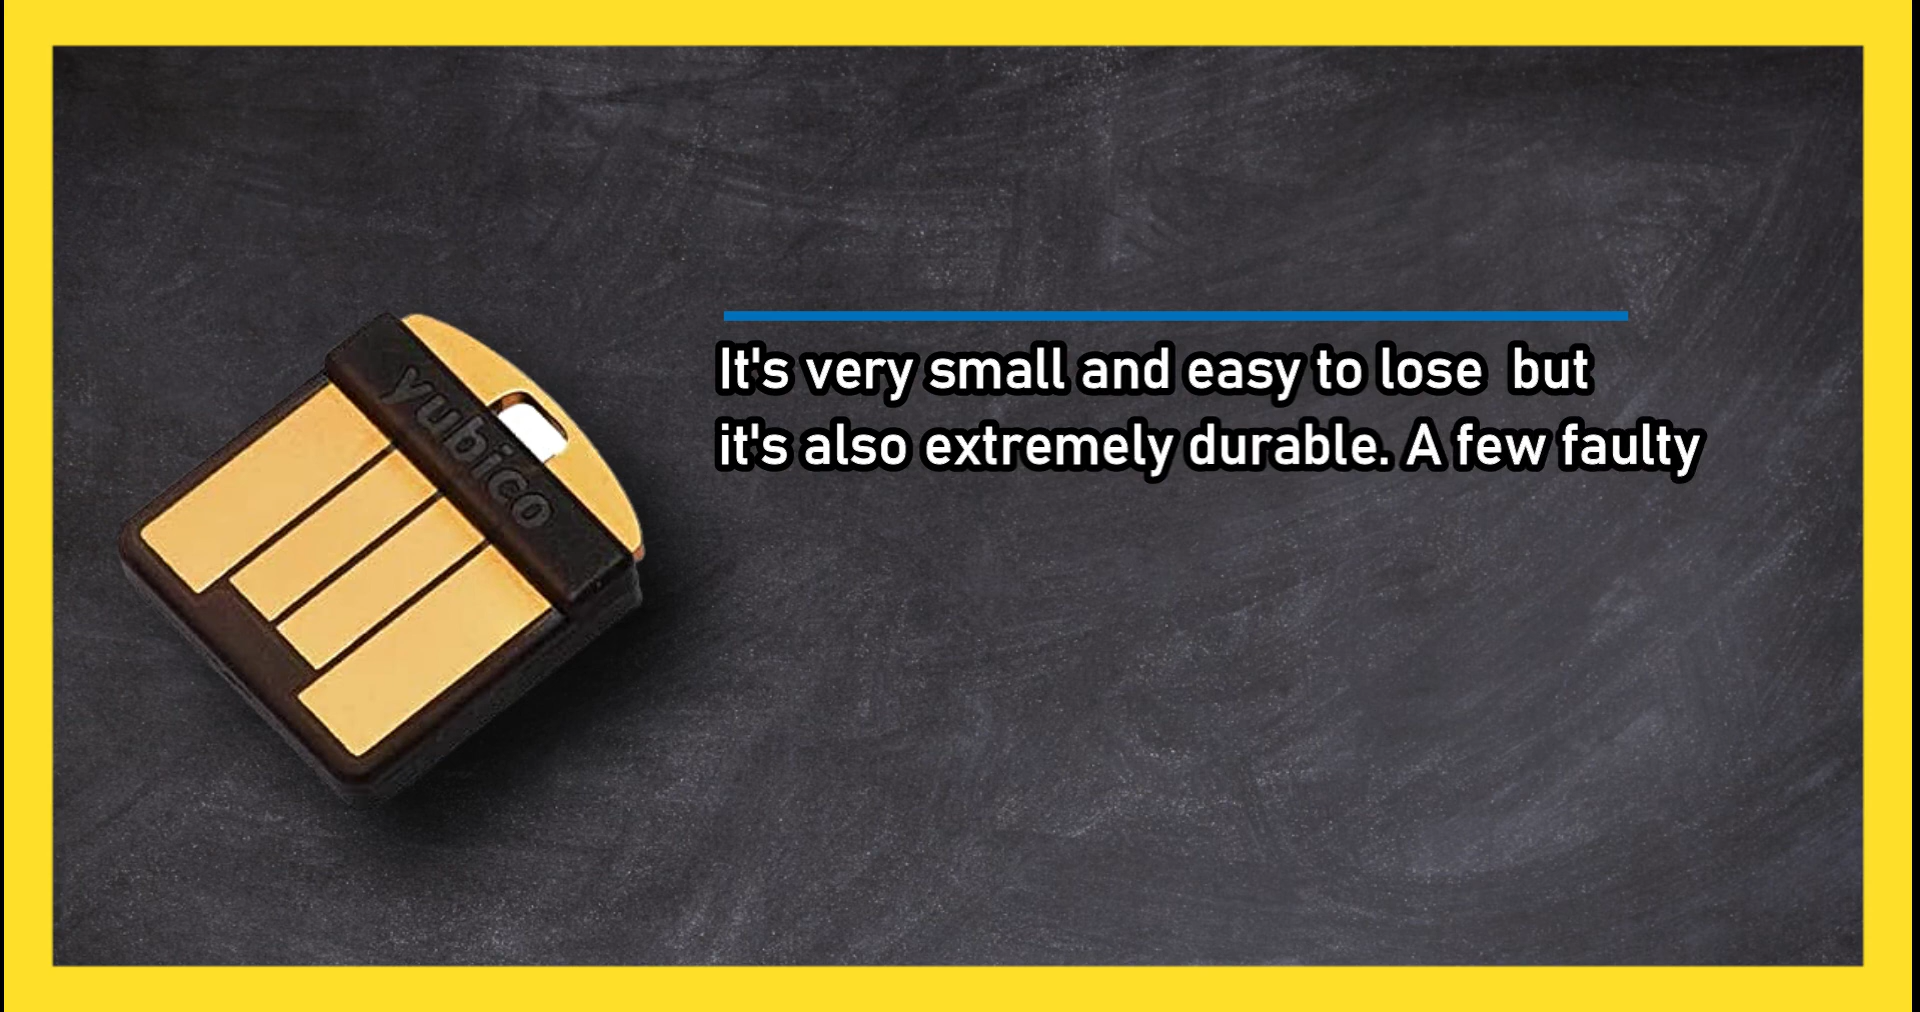 yubico
It's very small and easy to lose  but
it's also extremely durable. A few faulty